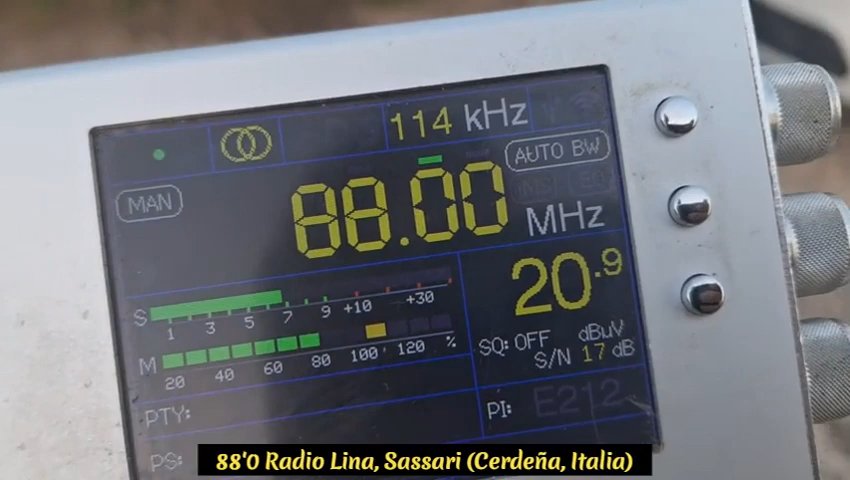 114 kHz
AUTO BW
MAN
88.00 MHz
20.9
dBuV
S 1 3 5 7 9 +10 +30
SQ: OFF
S/N 17 dB
M 20 40 60 80 100 120 %
PTY:
PI: E212
PS:
88'0 Radio Lina, Sassari (Cerdeña, Italia)